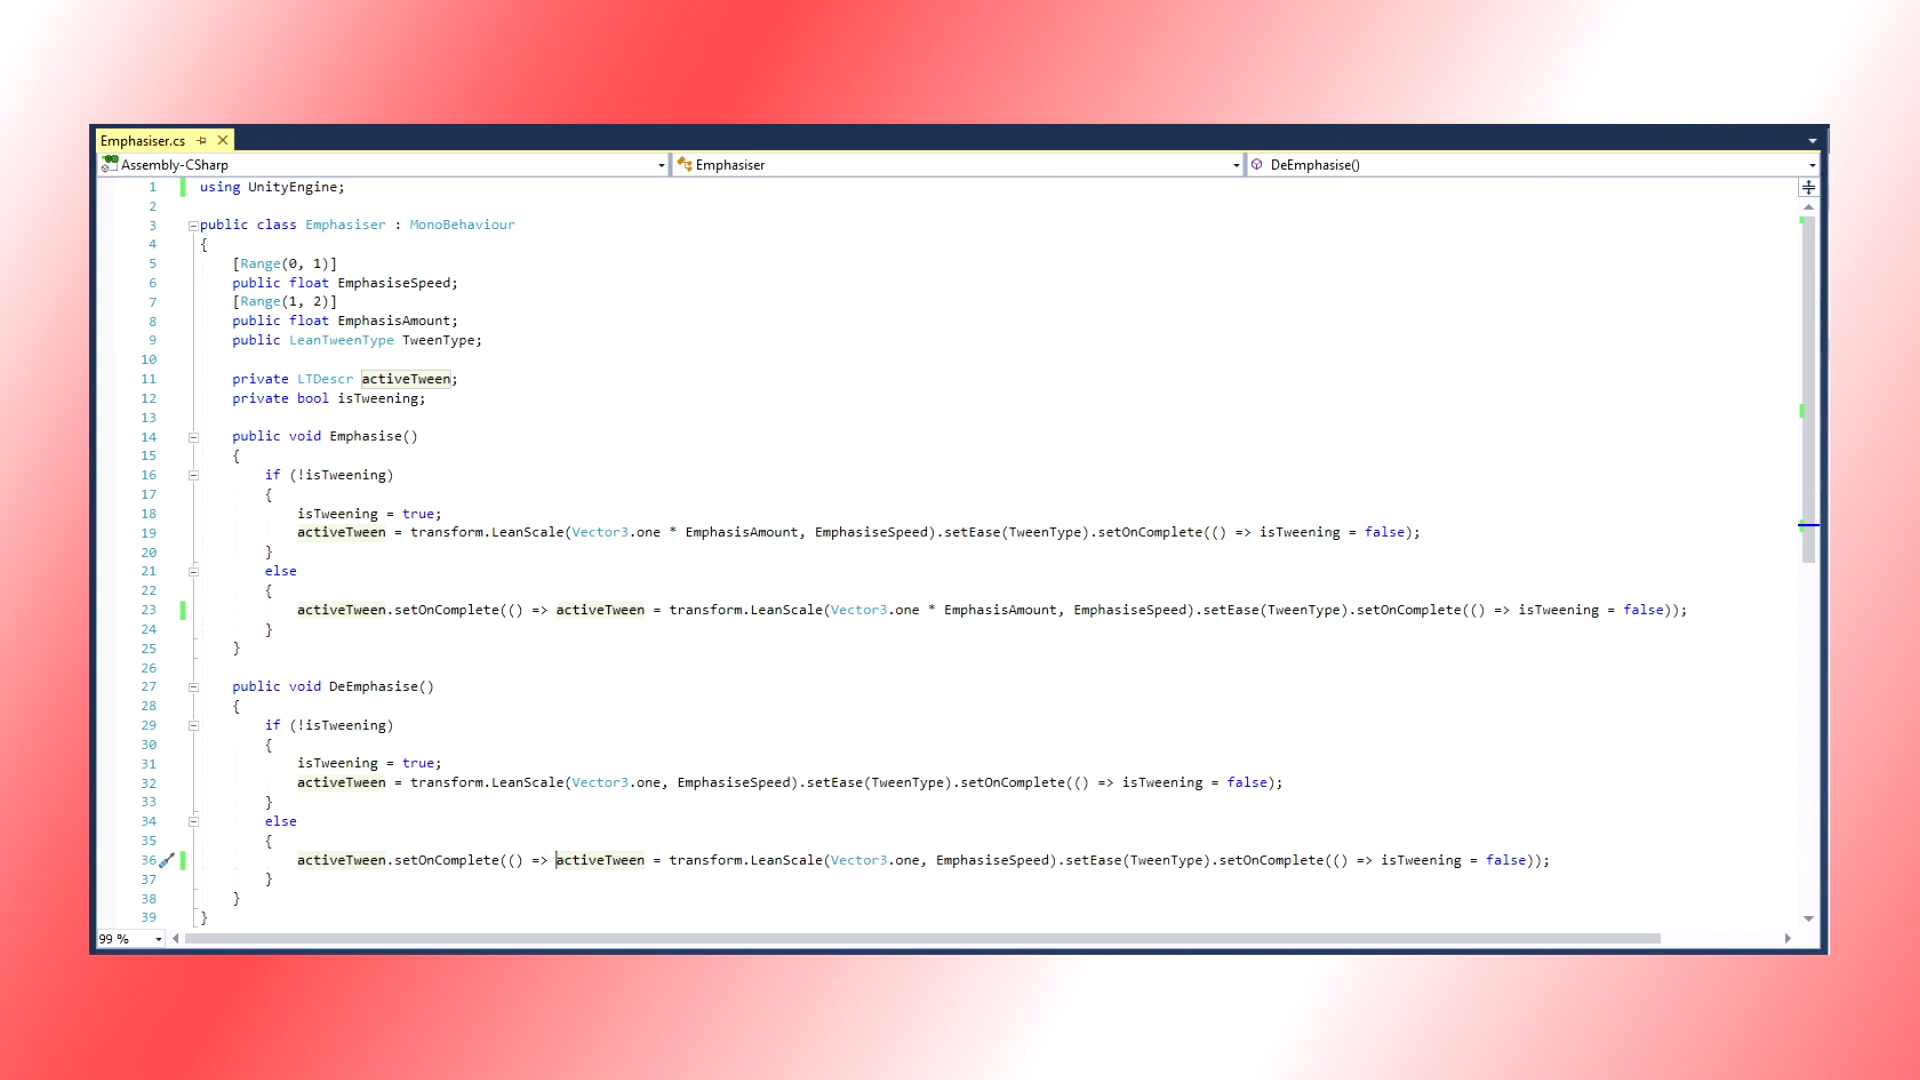 Emphasiser.cs
Assembly-CSharp Emphasiser DeEmphasise()
1 using UnityEngine;
2
3 public class Emphasiser : MonoBehaviour
4 {
5 [Range(0, 1)]
6 public float EmphasiseSpeed;
7 [Range(1, 2)]
8 public float EmphasisAmount;
9 public LeanTweenType TweenType;
10
11 private LTDescr activeTween;
12 private bool isTweening;
13
14 public void Emphasise()
15 {
16 if (!isTweening)
17 {
18 isTweening = true;
19 activeTween = transform.LeanScale(Vector3.one * EmphasisAmount, EmphasiseSpeed).setEase(TweenType).setOnComplete(() => isTweening = false);
20 }
21 else
22 {
23 activeTween.setOnComplete(() => activeTween = transform.LeanScale(Vector3.one * EmphasisAmount, EmphasiseSpeed).setEase(TweenType).setOnComplete(() => isTweening = false));
24 }
25 }
26
27 public void DeEmphasise()
28 {
29 if (!isTweening)
30 {
31 isTweening = true;
32 activeTween = transform.LeanScale(Vector3.one, EmphasiseSpeed).setEase(TweenType).setOnComplete(() => isTweening = false);
33 }
34 else
35 {
36 activeTween.setOnComplete(() => activeTween = transform.LeanScale(Vector3.one, EmphasiseSpeed).setEase(TweenType).setOnComplete(() => isTweening = false));
37 }
38 }
39 }
99 %